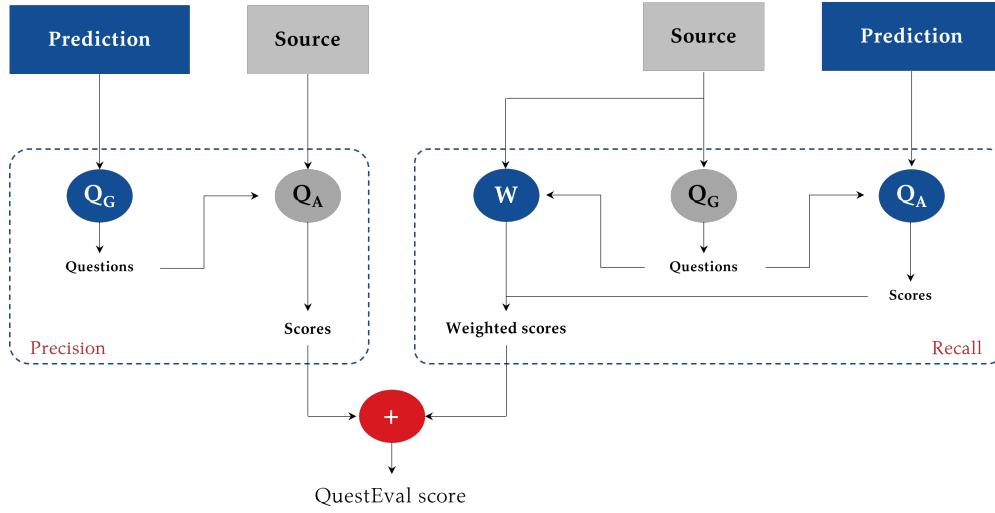 Prediction
Source
Source
Prediction
QG
QA
W
QG
QA
Questions
Questions
Scores
Scores
Weighted scores
Precision
Recall
+
QuestEval score